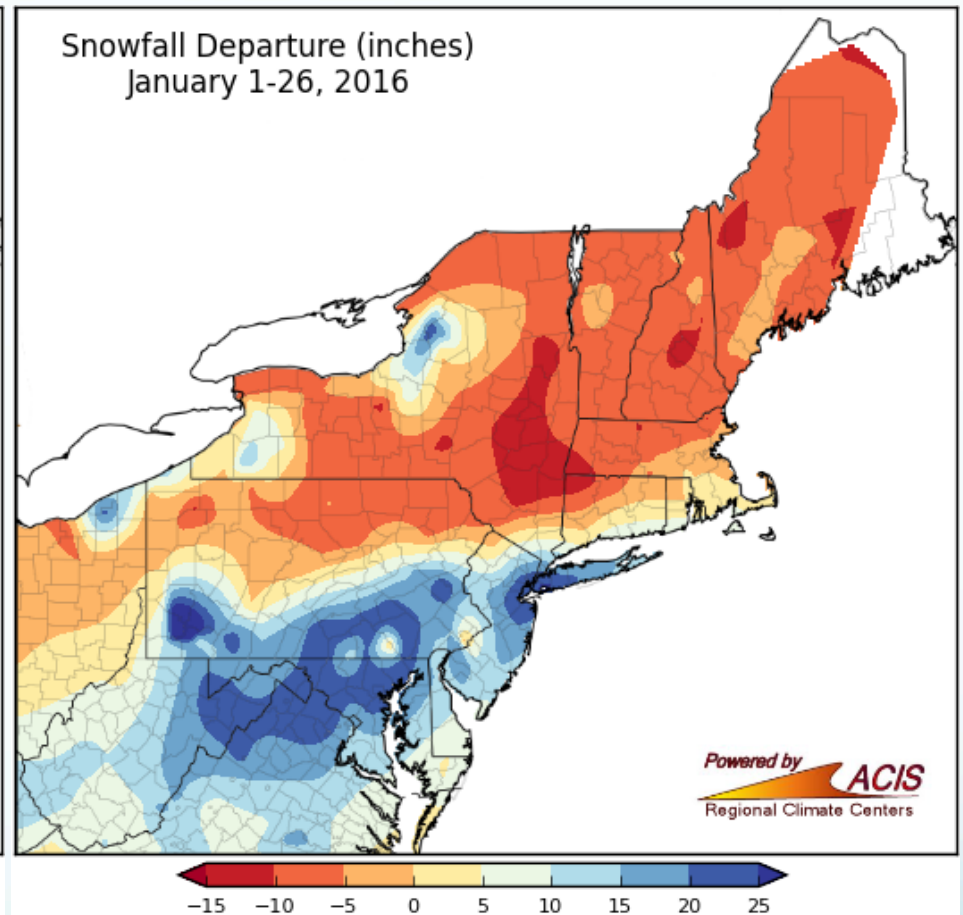 Snowfall Departure (inches)
January 1-26, 2016
Powered by
ACIS
Regional Climate Centers
−15 −10 −5 0 5 10 15 20 25